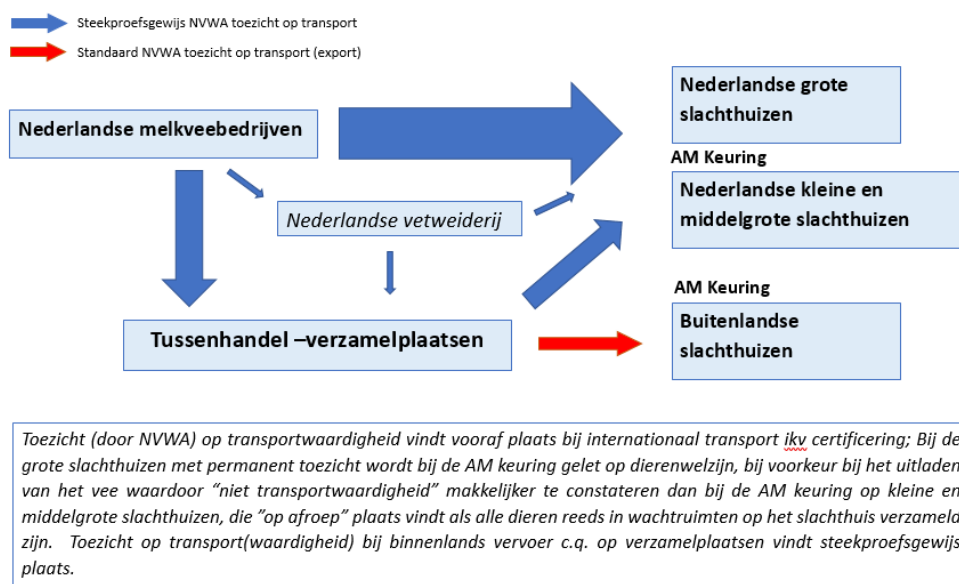 Steekproefsgewijs NVWA toezicht op transport
Standaard NVWA toezicht op transport (export)
Nederlandse melkveebedrijven
Nederlandse grote
slachthuizen
AM Keuring
Nederlandse kleine en
middelgrote slachthuizen
Nederlandse vetweiderij
AM Keuring
Buitenlandse
slachthuizen
Tussenhandel –verzamelplaatsen
Toezicht (door NVWA) op transportwaardigheid vindt vooraf plaats bij internationaal transport ikv certificering; Bij de
grote slachthuizen met permanent toezicht wordt bij de AM keuring gelet op dierenwelzijn, bij voorkeur bij het uitladen
van het vee waardoor “niet transportwaardigheid” makkelijker te constateren dan bij de AM keuring op kleine en
middelgrote slachthuizen, die ”op afroep” plaats vindt als alle dieren reeds in wachtruimten op het slachthuis verzameld
zijn. Toezicht op transport(waardigheid) bij binnenlands vervoer c.q. op verzamelplaatsen vindt steekproefsgewijs
plaats.